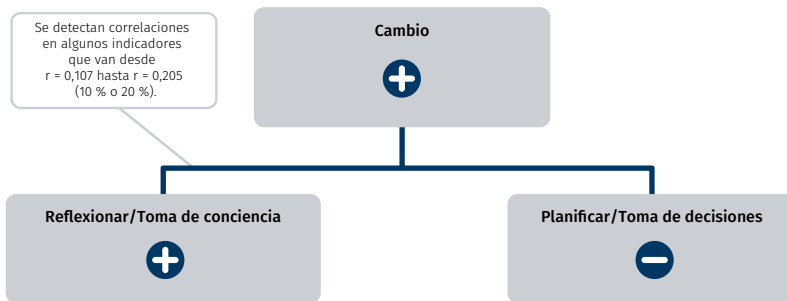 Se detectan correlaciones
en algunos indicadores
que van desde
r = 0,107 hasta r = 0,205
(10 % o 20 %).
Cambio
Reflexionar/Toma de conciencia
Planificar/Toma de decisiones